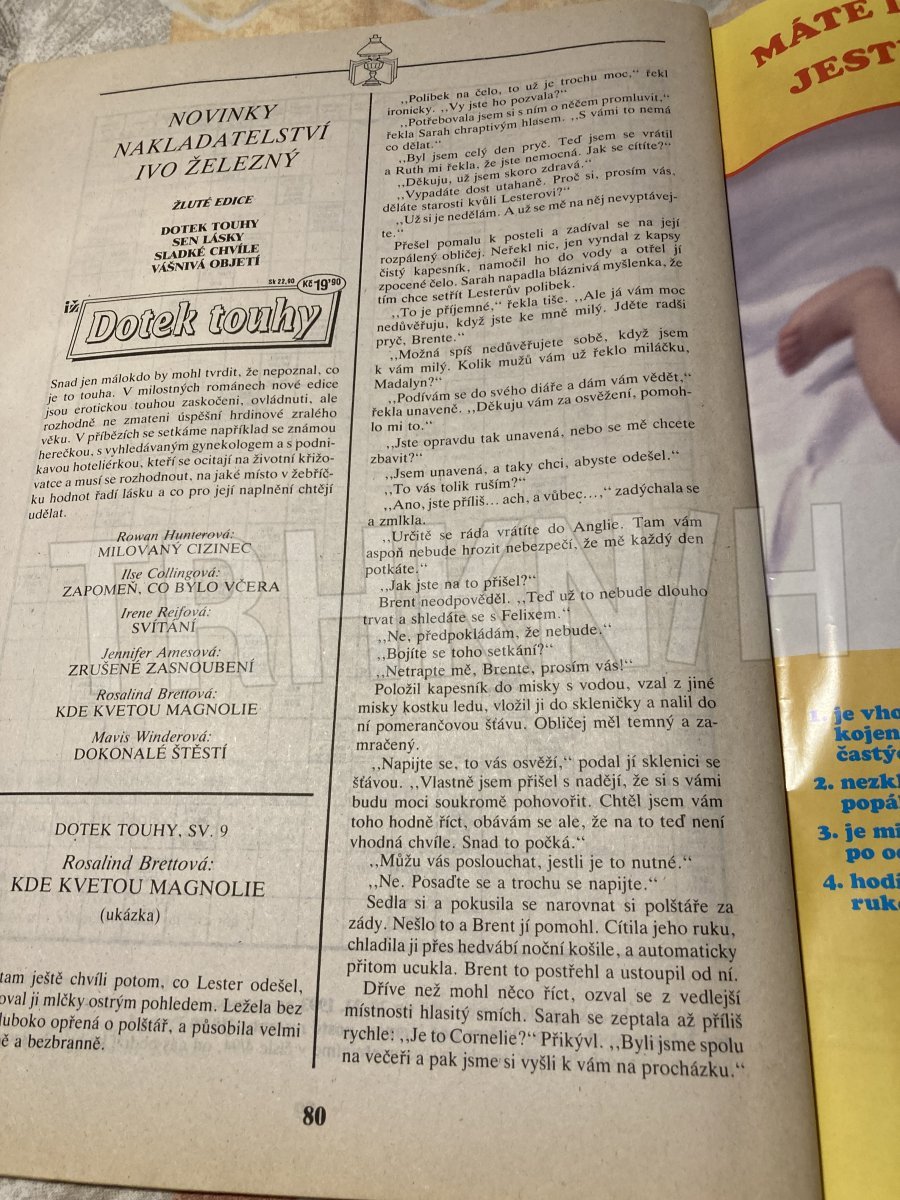 NOVINKY
NAKLADATELSTVÍ
IVO ŽELEZNÝ
ŽLUTÉ EDICE
DOTEK TOUHY
SEN LÁSKY
SLADKÉ CHVÍLE
VÁŠNIVÁ OBJETÍ
Sk 22,90 Kč 19'90
iž
Dotek touhy
Snad jen málokdo by mohl tvrdit, že nepoznal, co
je to touha. V milostných románech nové edice
jsou erotickou touhou zaskočeni, ovládnuti, ale
rozhodně ne zmateni úspěšní hrdinové zralého
věku. V příbězích se setkáme například se známou
herečkou, s vyhledávaným gynekologem a s podni-
kavou hoteliérkou, kteří se ocitají na životní křižo-
vatce a musí se rozhodnout, na jaké místo v žebříč-
ku hodnot řadí lásku a co pro její naplnění chtějí
udělat.
Rowan Hunterová:
MILOVANÝ CIZINEC
Ilse Collingová:
ZAPOMEŇ, CO BYLO VČERA
Irene Reifová:
SVÍTÁNÍ
Jennifer Amesová:
ZRUŠENÉ ZASNOUBENÍ
Rosalind Brettová:
KDE KVETOU MAGNOLIE
Mavis Winderová:
DOKONALÉ ŠTĚSTÍ
DOTEK TOUHY, SV. 9
Rosalind Brettová:
KDE KVETOU MAGNOLIE
(ukázka)
tam ještě chvíli potom, co Lester odešel,
oval ji mlčky ostrým pohledem. Ležela bez
luboko opřená o polštář, a působila velmi
ě a bezbranně.
,,Polibek na čelo, to už je trochu moc,“ řekl
ironicky. ,,Vy jste ho pozvala?“
,,Potřebovala jsem si s ním o něčem promluvit,“
řekla Sarah chraptivým hlasem. ,,S vámi to nemá
co dělat.“
,,Byl jsem celý den pryč. Teď jsem se vrátil
a Ruth mi řekla, že jste nemocná. Jak se cítíte?“
,,Děkuju, už jsem skoro zdravá.“
,,Vypadáte dost utahaně. Proč si, prosím vás,
děláte starosti kvůli Lesterovi?“
,,Už si je nedělám. A už se mě na něj nevyptávej-
te.“
Přešel pomalu k posteli a zadíval se na její
rozpálený obličej. Neřekl nic, jen vyndal z kapsy
čistý kapesník, namočil ho do vody a otřel jí
zpocené čelo. Sarah napadla bláznivá myšlenka, že
tím chce setřít Lesterův polibek.
,,To je příjemné,“ řekla tiše. ,,Ale já vám moc
nedůvěřuju, když jste ke mně milý. Jděte radši
pryč, Brente.“
,,Možná spíš nedůvěřujete sobě, když jsem
k vám milý. Kolik mužů vám už řeklo miláčku,
Madalyn?“
,,Podívám se do svého diáře a dám vám vědět,“
řekla unaveně. ,,Děkuju vám za osvěžení, pomoh-
lo mi to.“
,,Jste opravdu tak unavená, nebo se mě chcete
zbavit?“
,,Jsem unavená, a taky chci, abyste odešel.“
,,To vás tolik ruším?“
,,Ano, jste příliš... ach, a vůbec...,“ zadýchala se
a zmlkla.
,,Určitě se ráda vrátíte do Anglie. Tam vám
aspoň nebude hrozit nebezpečí, že mě každý den
potkáte.“
,,Jak jste na to přišel?“
Brent neodpověděl. ,,Teď už to nebude dlouho
trvat a shledáte se s Felixem.“
,,Ne, předpokládám, že nebude.“
,,Bojíte se toho setkání?“
,,Netrapte mě, Brente, prosím vás!“
Položil kapesník do misky s vodou, vzal z jiné
misky kostku ledu, vložil ji do skleničky a nalil do
ní pomerančovou šťávu. Obličej měl temný a za-
mračený.
,,Napijte se, to vás osvěží,“ podal jí sklenici se
šťávou. ,,Vlastně jsem přišel s nadějí, že si s vámi
budu moci soukromě pohovořit. Chtěl jsem vám
toho hodně říct, obávám se ale, že na to teď není
vhodná chvíle. Snad to počká.“
,,Můžu vás poslouchat, jestli je to nutné.“
,,Ne. Posaďte se a trochu se napijte.“
Sedla si a pokusila se narovnat si polštáře za
zády. Nešlo to a Brent jí pomohl. Cítila jeho ruku,
chladila ji přes hedvábí noční košile, a automaticky
přitom ucukla. Brent to postřehl a ustoupil od ní.
Dříve než mohl něco říct, ozval se z vedlejší
místnosti hlasitý smích. Sarah se zeptala až příliš
rychle: ,,Je to Cornelie?“ Přikývl. ,,Byli jsme spolu
na večeři a pak jsme si vyšli k vám na procházku.“
80
MÁTE
JEST
1. je vho
kojen
častýc
2. nezkl
popá
3. je mi
po o
4. hodi
ruk
TRH KNIH